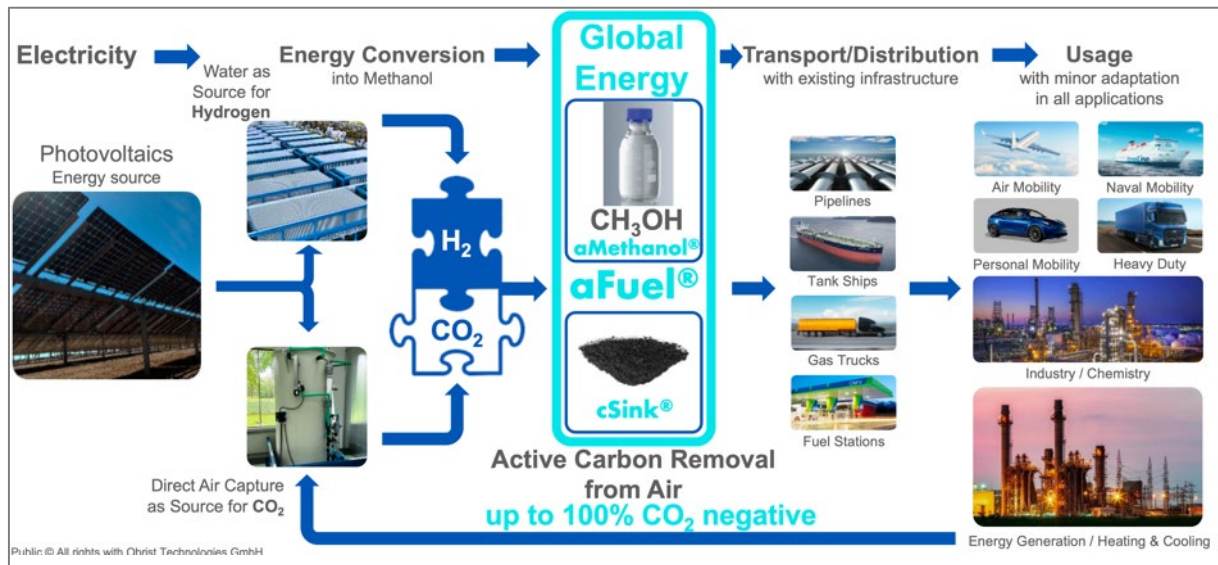 Electricity
Water as
Source for
Hydrogen
Energy Conversion
into Methanol
Global
Energy
Transport/Distribution
with existing infrastructure
Usage
with minor adaptation
in all applications
Photovoltaics
Energy source
H₂
CO₂
CH₃OH
aMethanol®
aFuel®
cSink®
Pipelines
Tank Ships
Gas Trucks
Fuel Stations
Air Mobility
Naval Mobility
Personal Mobility
Heavy Duty
Industry / Chemistry
Energy Generation / Heating & Cooling
Direct Air Capture
as Source for CO₂
Active Carbon Removal
from Air
up to 100% CO₂ negative
Public © All rights with Obrist Technologies GmbH